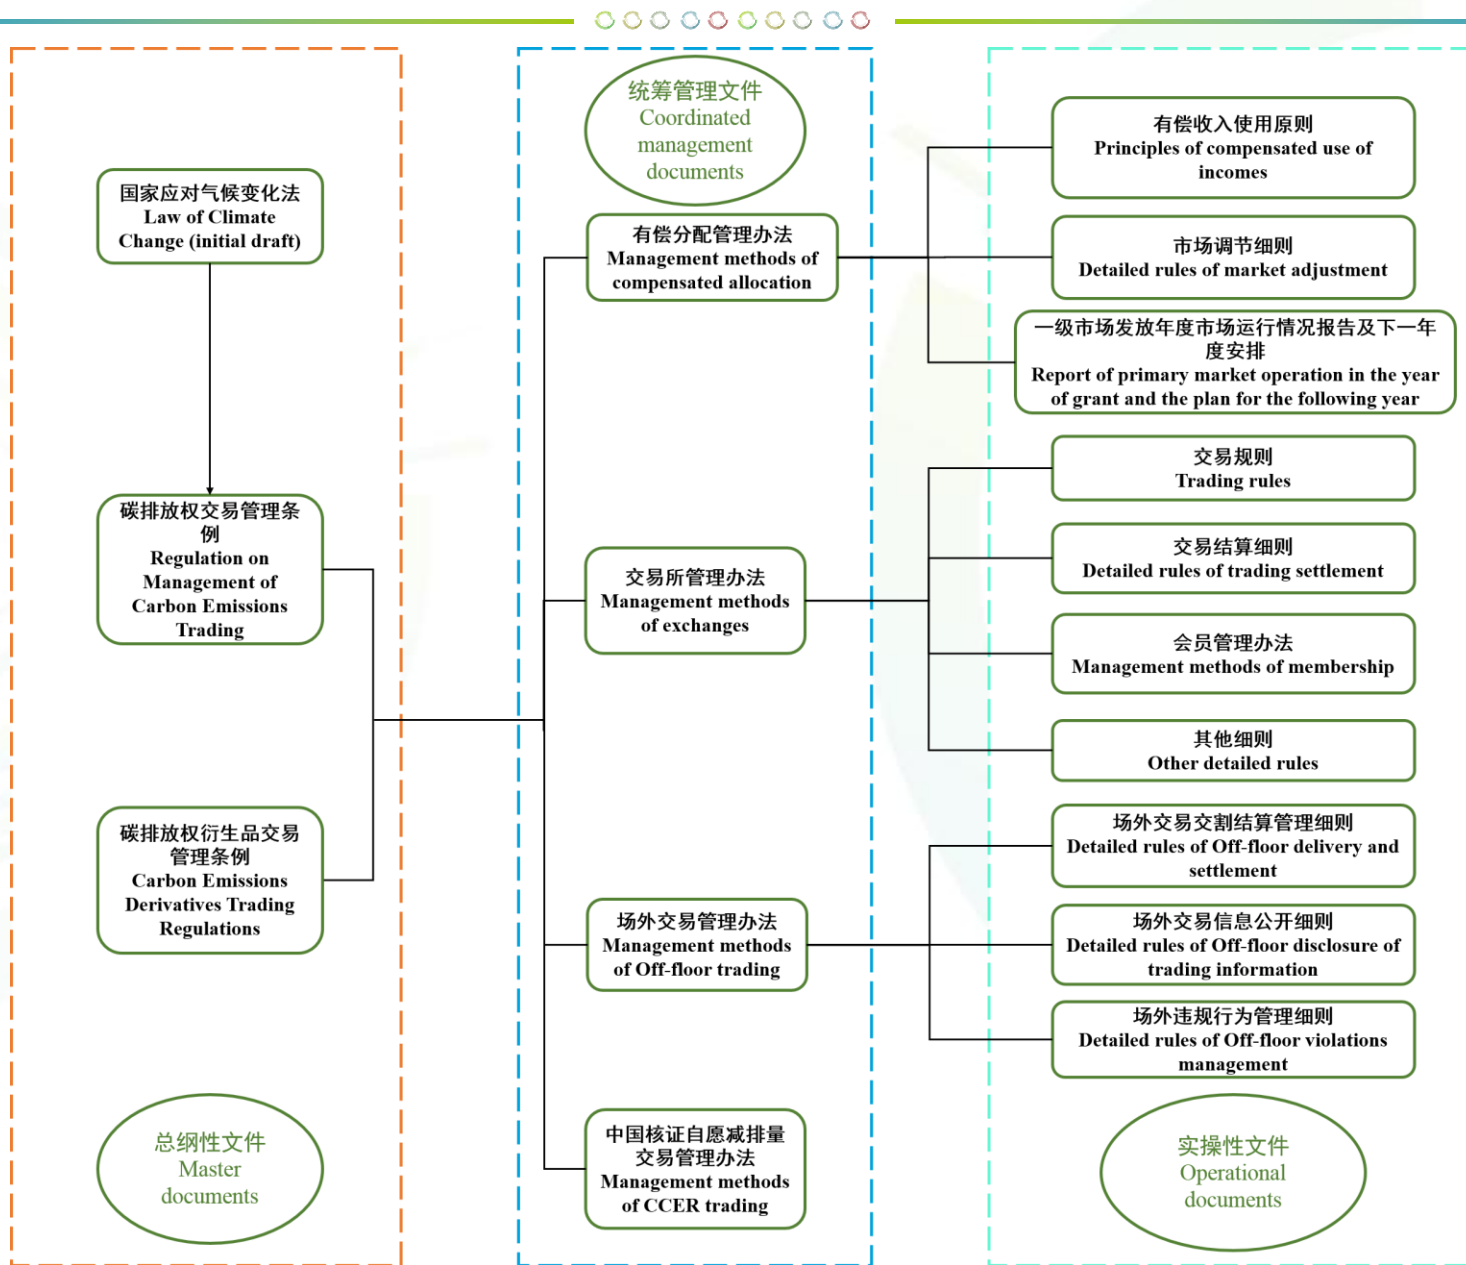 国家应对气候变化法
Law of Climate
Change (initial draft)
碳排放权交易管理条
例
Regulation on
Management of
Carbon Emissions
Trading
碳排放权衍生品交易
管理条例
Carbon Emissions
Derivatives Trading
Regulations
总纲性文件
Master
documents
统筹管理文件
Coordinated
management
documents
有偿分配管理办法
Management methods of
compensated allocation
交易所管理办法
Management methods
of exchanges
场外交易管理办法
Management methods
of Off-floor trading
中国核证自愿减排量
交易管理办法
Management methods
of CCER trading
有偿收入使用原则
Principles of compensated use of
incomes
市场调节细则
Detailed rules of market adjustment
一级市场发放年度市场运行情况报告及下一年
度安排
Report of primary market operation in the year
of grant and the plan for the following year
交易规则
Trading rules
交易结算细则
Detailed rules of trading settlement
会员管理办法
Management methods of membership
其他细则
Other detailed rules
场外交易交割结算管理细则
Detailed rules of Off-floor delivery and
settlement
场外交易信息公开细则
Detailed rules of Off-floor disclosure of
trading information
场外违规行为管理细则
Detailed rules of Off-floor violations
management
实操性文件
Operational
documents